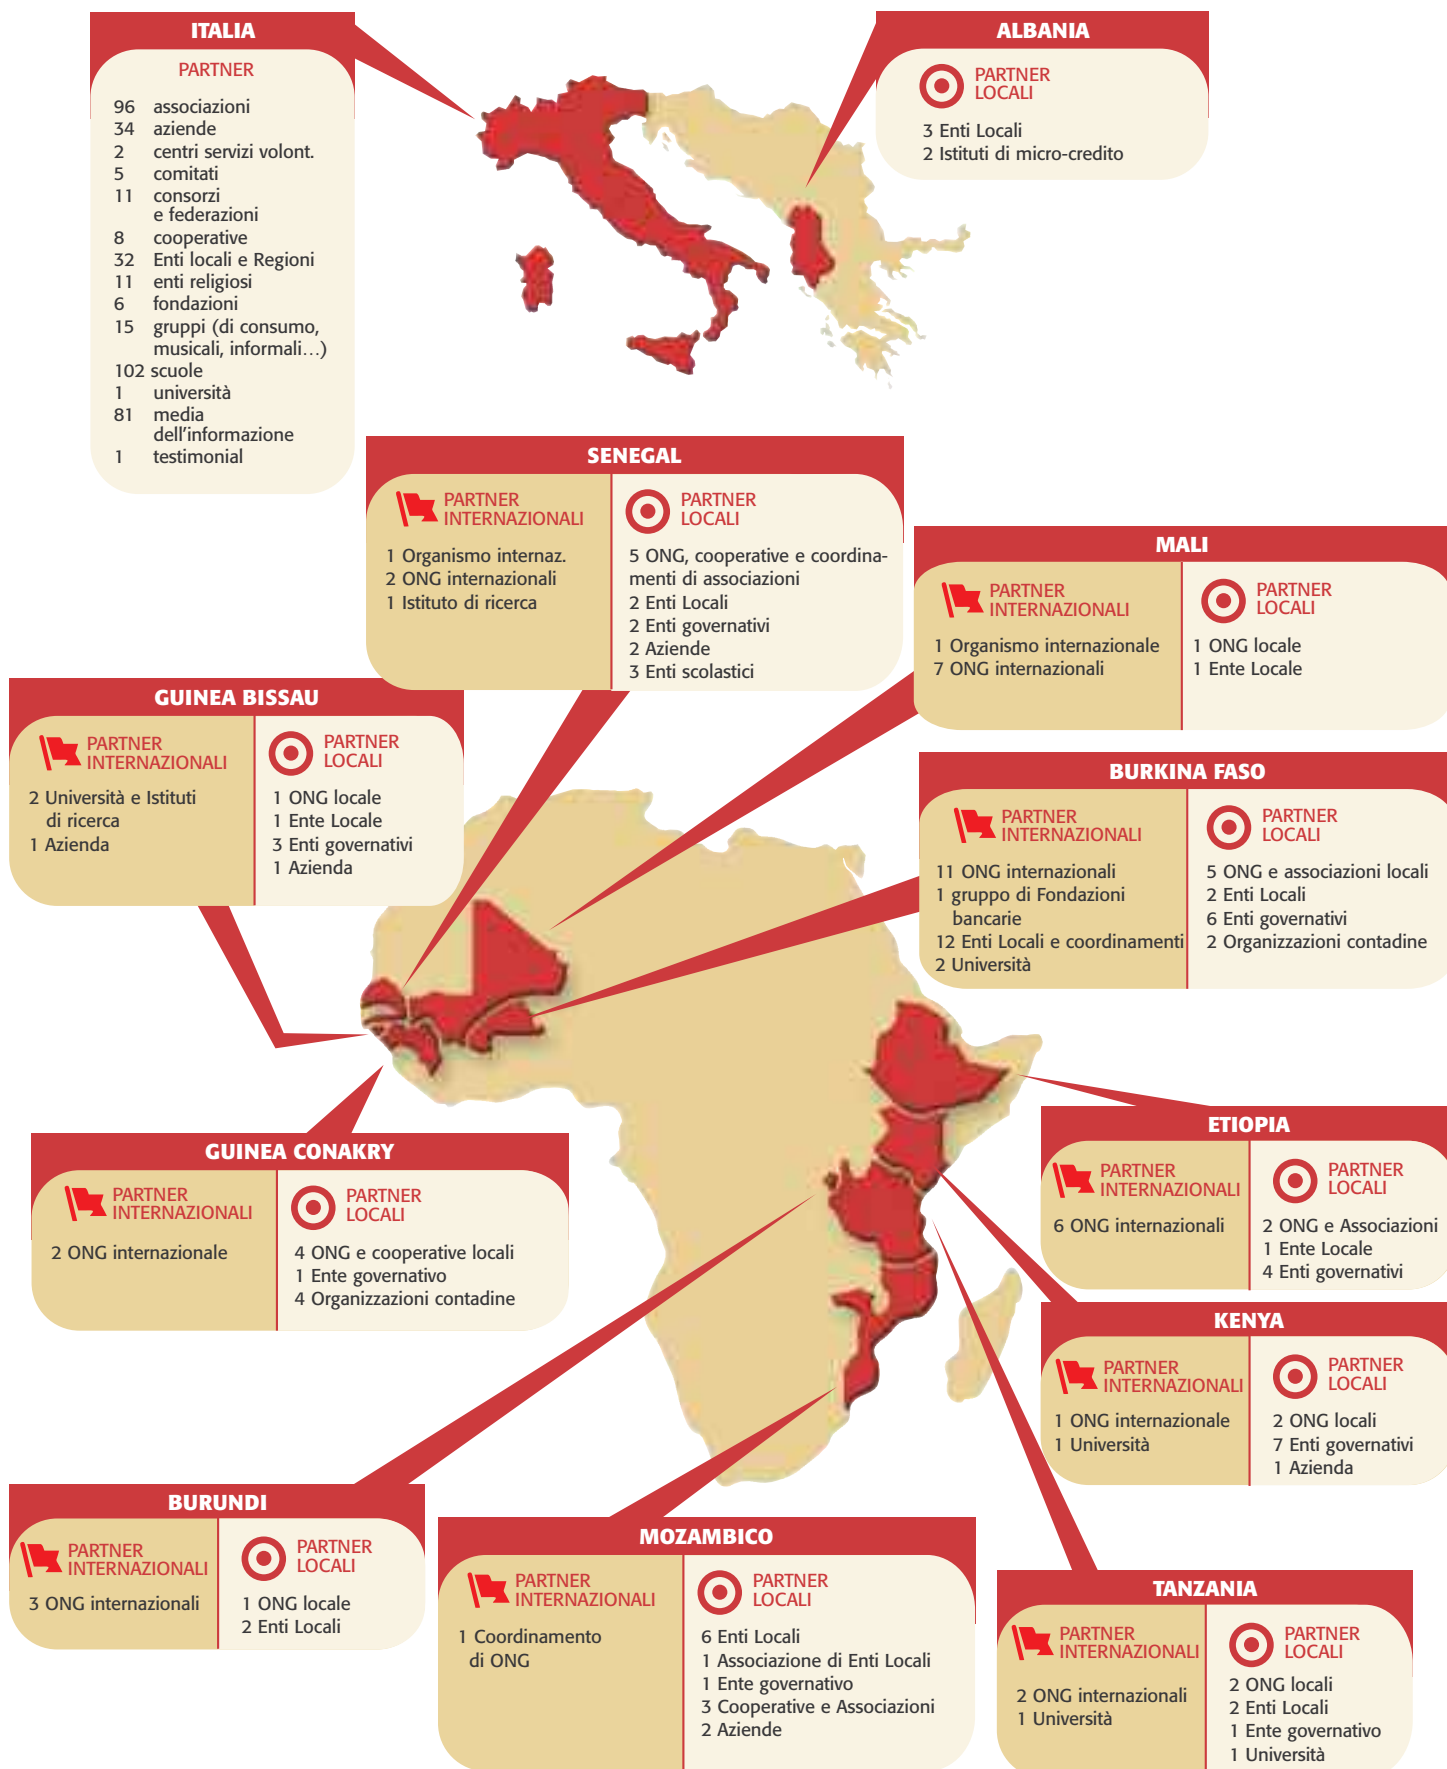 ITALIA
PARTNER
96 associazioni
34 aziende
2 centri servizi volont.
5 comitati
11 consorzi
e federazioni
8 cooperative
32 Enti locali e Regioni
11 enti religiosi
6 fondazioni
15 gruppi (di consumo,
musicali, informali…)
102 scuole
1 università
81 media
dell'informazione
1 testimonial
ALBANIA
PARTNER
LOCALI
3 Enti Locali
2 Istituti di micro-credito
SENEGAL
PARTNER
INTERNAZIONALI
1 Organismo internaz.
2 ONG internazionali
1 Istituto di ricerca
PARTNER
LOCALI
5 ONG, cooperative e coordina-
menti di associazioni
2 Enti Locali
2 Enti governativi
2 Aziende
3 Enti scolastici
MALI
PARTNER
INTERNAZIONALI
1 Organismo internazionale
7 ONG internazionali
PARTNER
LOCALI
1 ONG locale
1 Ente Locale
GUINEA BISSAU
PARTNER
INTERNAZIONALI
2 Università e Istituti
di ricerca
1 Azienda
PARTNER
LOCALI
1 ONG locale
1 Ente Locale
3 Enti governativi
1 Azienda
BURKINA FASO
PARTNER
INTERNAZIONALI
11 ONG internazionali
1 gruppo di Fondazioni
bancarie
12 Enti Locali e coordinamenti
2 Università
PARTNER
LOCALI
5 ONG e associazioni locali
2 Enti Locali
6 Enti governativi
2 Organizzazioni contadine
GUINEA CONAKRY
PARTNER
INTERNAZIONALI
2 ONG internazionale
PARTNER
LOCALI
4 ONG e cooperative locali
1 Ente governativo
4 Organizzazioni contadine
ETIOPIA
PARTNER
INTERNAZIONALI
6 ONG internazionali
PARTNER
LOCALI
2 ONG e Associazioni
1 Ente Locale
4 Enti governativi
KENYA
PARTNER
INTERNAZIONALI
1 ONG internazionale
1 Università
PARTNER
LOCALI
2 ONG locali
7 Enti governativi
1 Azienda
BURUNDI
PARTNER
INTERNAZIONALI
3 ONG internazionali
PARTNER
LOCALI
1 ONG locale
2 Enti Locali
MOZAMBICO
PARTNER
INTERNAZIONALI
1 Coordinamento
di ONG
PARTNER
LOCALI
6 Enti Locali
1 Associazione di Enti Locali
1 Ente governativo
3 Cooperative e Associazioni
2 Aziende
TANZANIA
PARTNER
INTERNAZIONALI
2 ONG internazionali
1 Università
PARTNER
LOCALI
2 ONG locali
2 Enti Locali
1 Ente governativo
1 Università